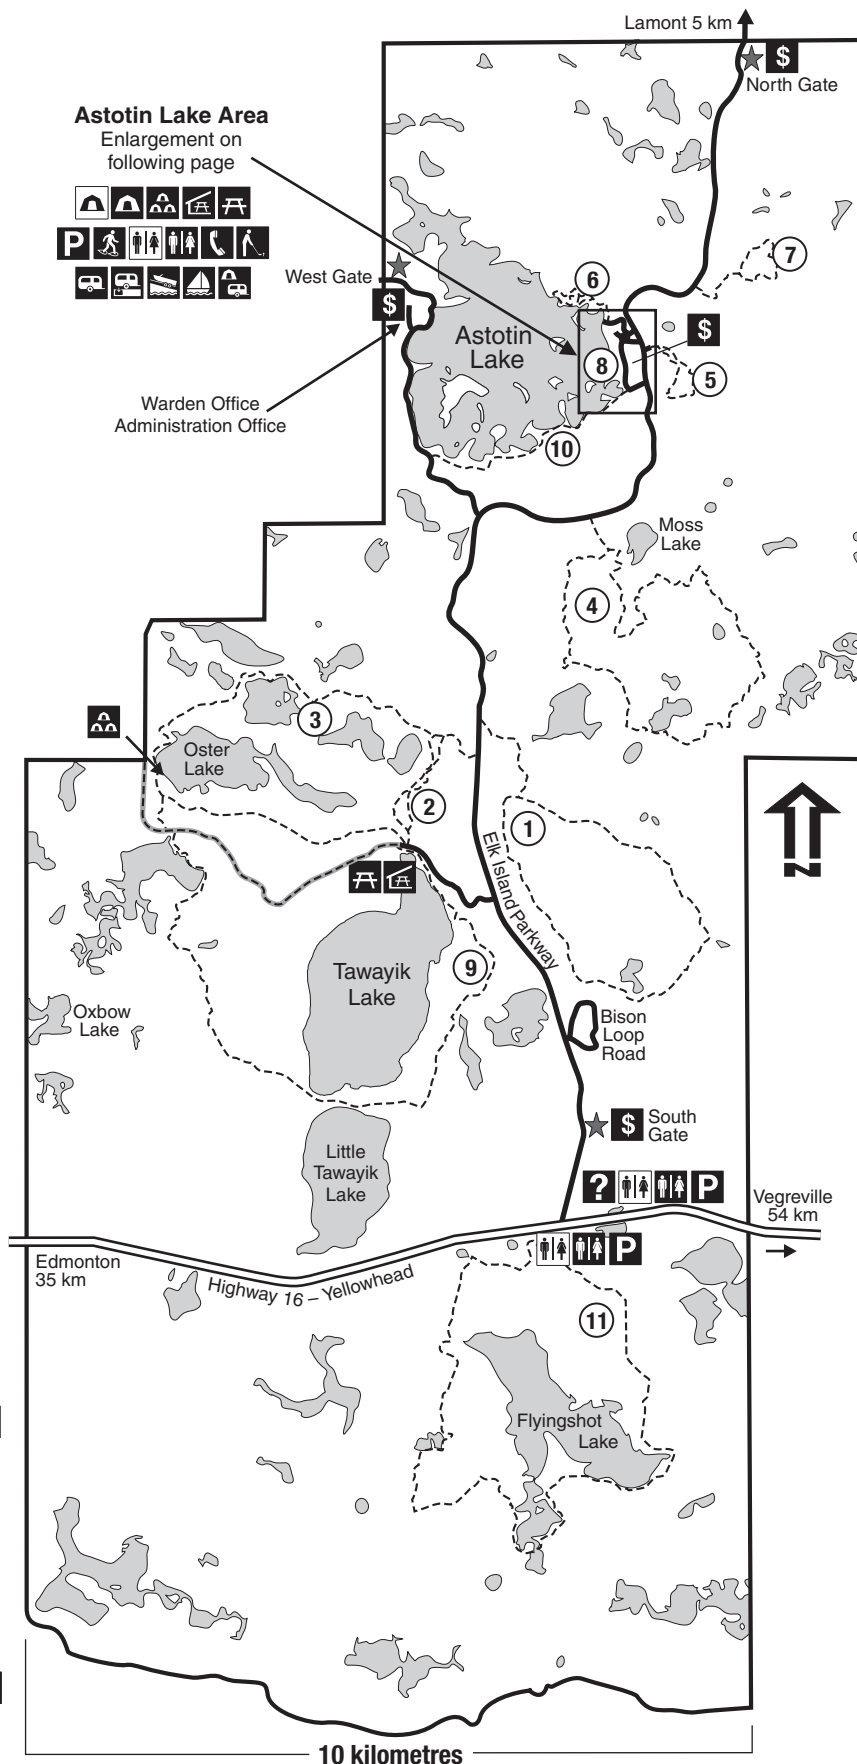 Lamont 5 km
$
North Gate
Astotin Lake Area
Enlargement on
following page
P
West Gate
$
Astotin
Lake
6
7
8
$
5
Warden Office
Administration Office
10
Moss
Lake
4
3
Oster
Lake
2
1
Elk Island Parkway
N
Tawayik
Lake
9
Oxbow
Lake
Bison
Loop
Road
$
South
Gate
Little
Tawayik
Lake
?
P
Vegreville
54 km
P
Edmonton
35 km
Highway 16 – Yellowhead
11
Flyingshot
Lake
10 kilometres